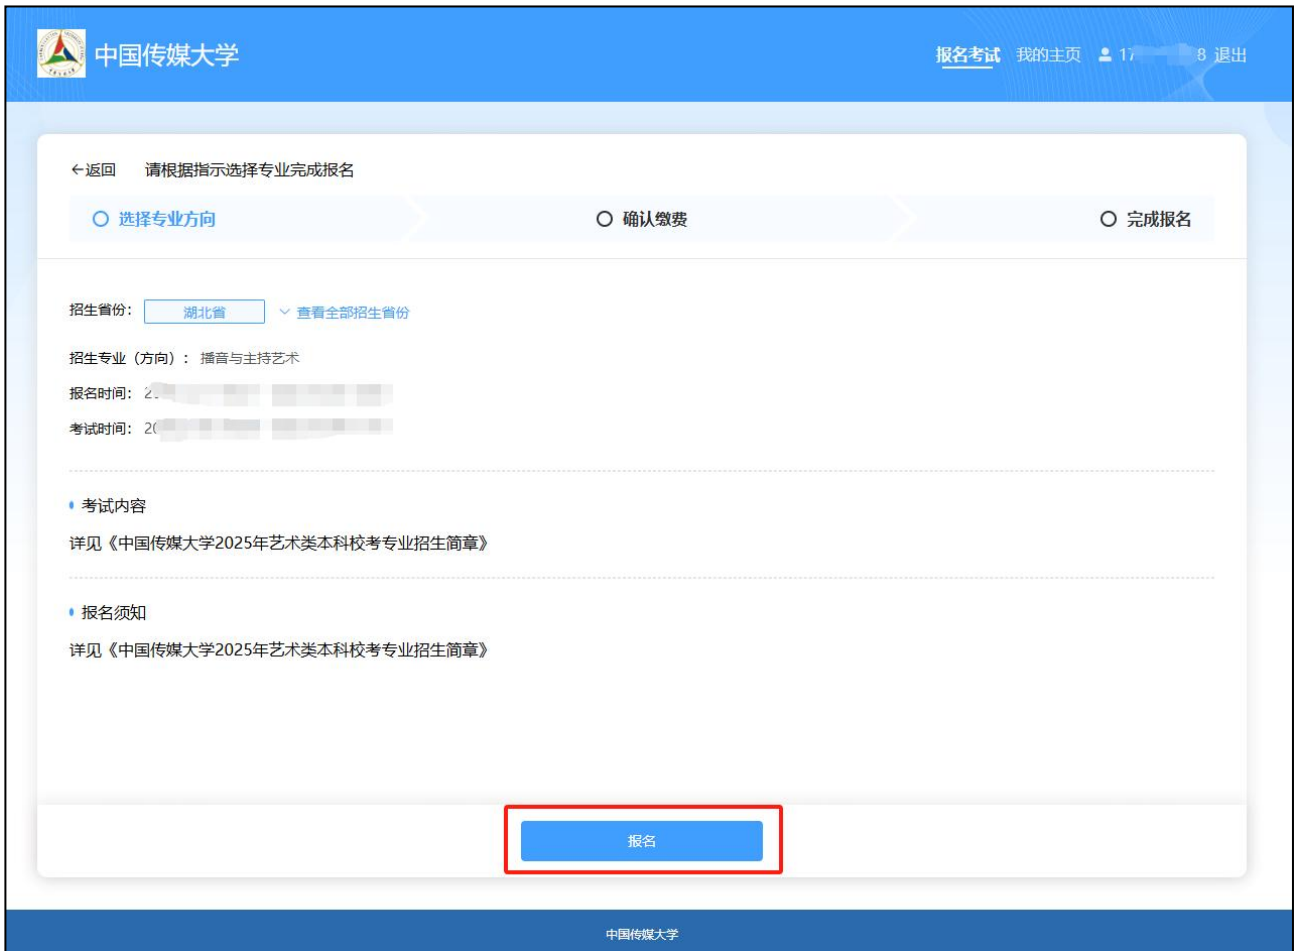 中国传媒大学
报名考试 我的主页 17 8 退出
←返回 请根据指示选择专业完成报名
选择专业方向 确认缴费 完成报名
招生省份： 湖北省 查看全部招生省份
招生专业（方向）： 播音与主持艺术
报名时间： 2
考试时间： 20
考试内容
详见《中国传媒大学2025年艺术类本科校考专业招生简章》
报名须知
详见《中国传媒大学2025年艺术类本科校考专业招生简章》
报名
中国传媒大学